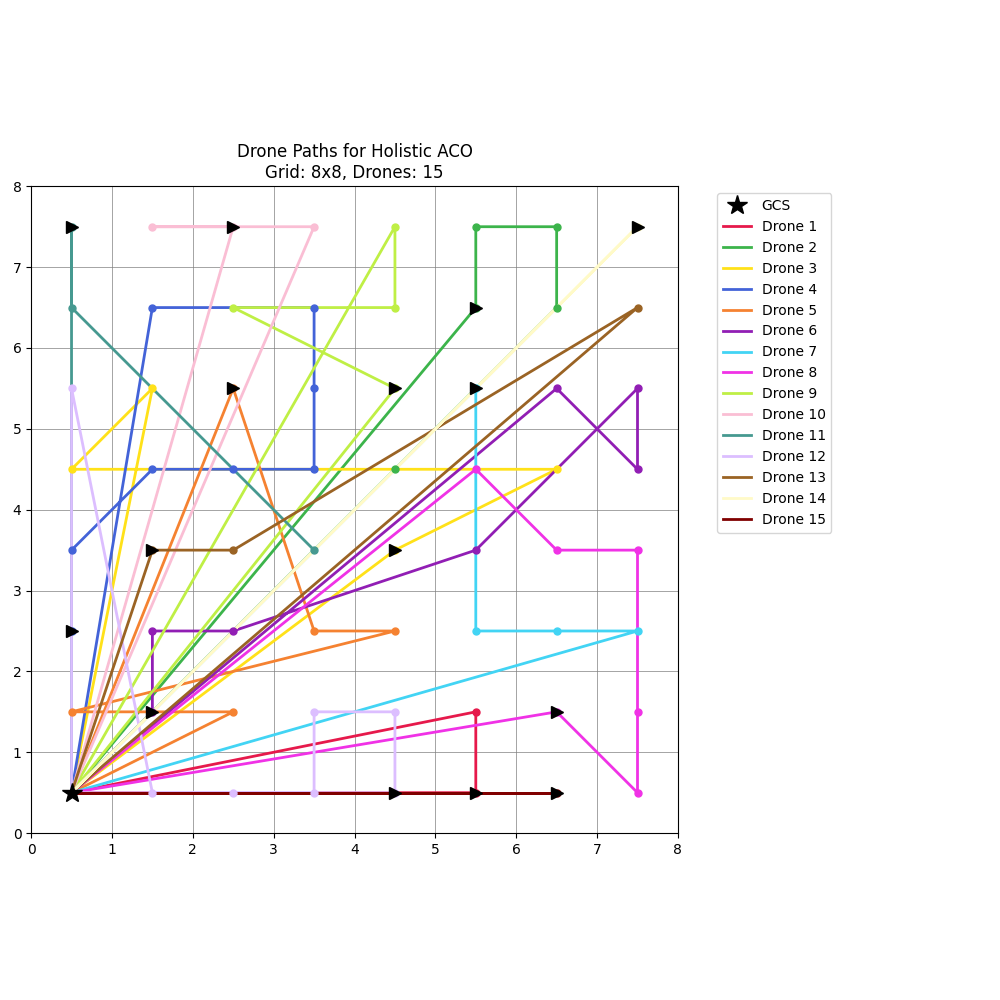 Drone Paths for Holistic ACO
Grid: 8x8, Drones: 15
8
7
6
5
4
3
2
1
0
0 1 2 3 4 5 6 7 8
GCS
Drone 1
Drone 2
Drone 3
Drone 4
Drone 5
Drone 6
Drone 7
Drone 8
Drone 9
Drone 10
Drone 11
Drone 12
Drone 13
Drone 14
Drone 15